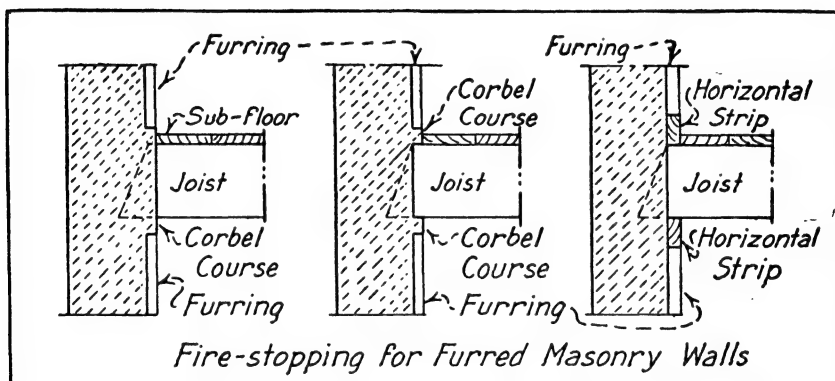 Furring
Sub-floor
Joist
Corbel
Course
Furring
Corbel
Course
Joist
Corbel
Course
Furring
Furring
Horizontal
Strip
Joist
Horizontal
Strip
Fire-stopping for Furred Masonry Walls